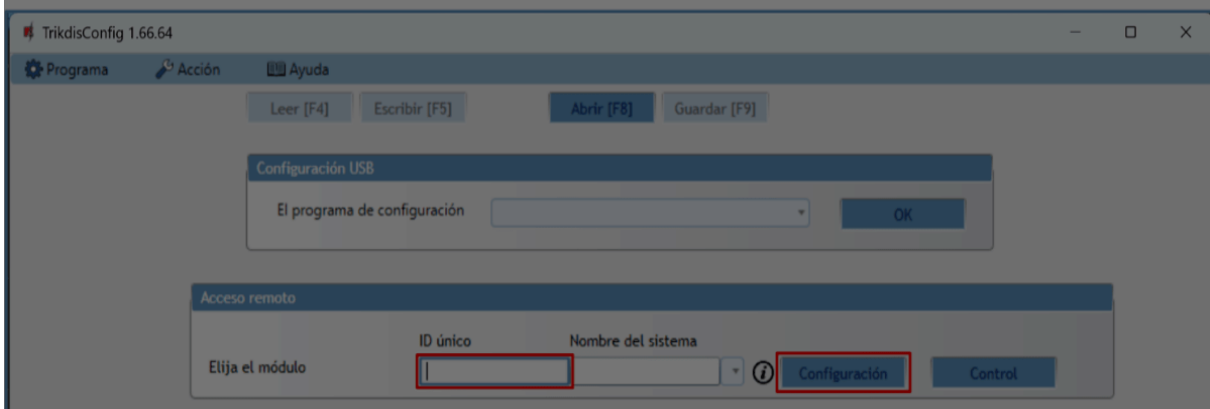 TrikdisConfig 1.66.64
Programa Acción Ayuda
Leer [F4] Escribir [F5] Abrir [F8] Guardar [F9]
Configuración USB
El programa de configuración OK
Acceso remoto
ID único Nombre del sistema
Elija el módulo i Configuración Control